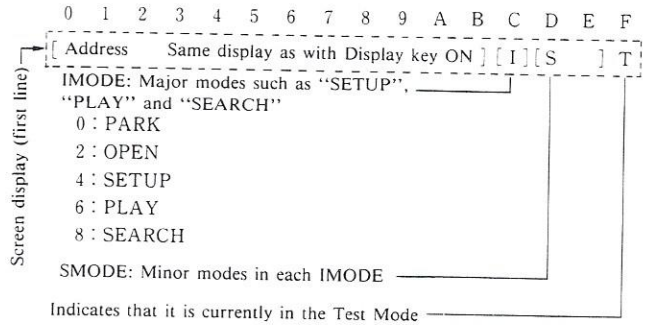 0 1 2 3 4 5 6 7 8 9 A B C D E F
[ Address Same display as with Display key ON ] [ I ] [ S ] T
Screen display (first line)
IMODE: Major modes such as “SETUP”,
“PLAY” and “SEARCH”
0 : PARK
2 : OPEN
4 : SETUP
6 : PLAY
8 : SEARCH
SMODE: Minor modes in each IMODE
Indicates that it is currently in the Test Mode